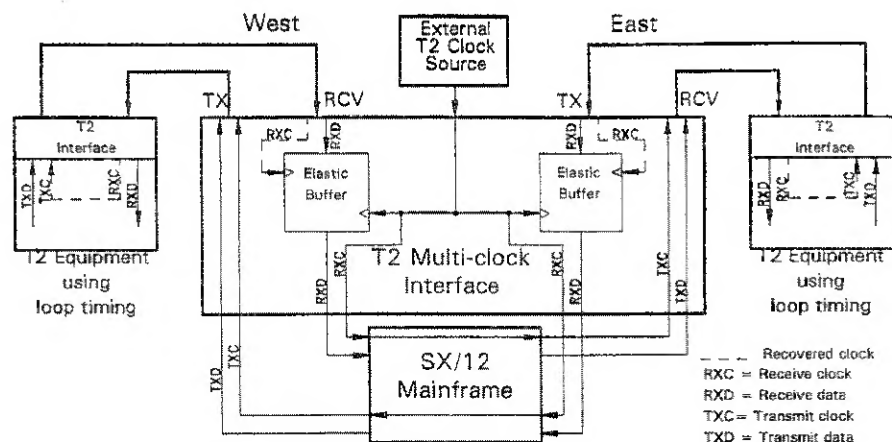 West
External
T2 Clock
Source
East
TX
RCV
TX
RCV
T2
Interface
TXD
TXC
RXC
RXD
T2 Equipment
using
loop timing
RXC
RXD
Elastic
Buffer
RXD
RXC
Elastic
Buffer
T2
Interface
RXD
RXC
TXC
TXD
T2 Equipment
using
loop timing
RXD
RXC
T2 Multi-clock
Interface
RXC
RXD
TXC
TXD
TXD
TXC
SX/12
Mainframe
Recovered clock
RXC = Receive clock
RXD = Receive data
TXC = Transmit clock
TXD = Transmit data